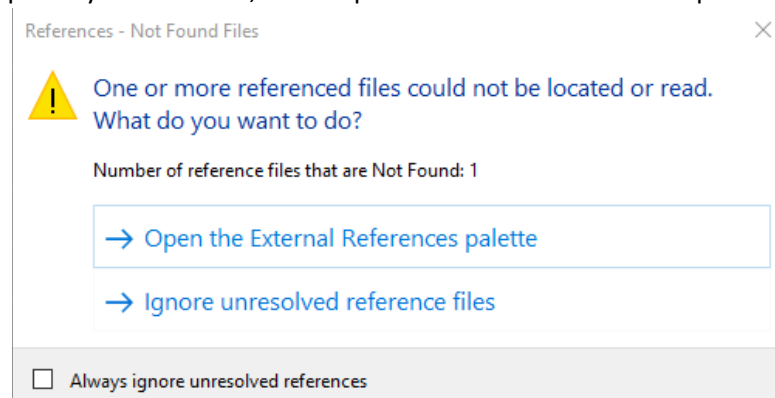 References - Not Found Files
One or more referenced files could not be located or read.
What do you want to do?
Number of reference files that are Not Found: 1
→ Open the External References palette
→ Ignore unresolved reference files
Always ignore unresolved references